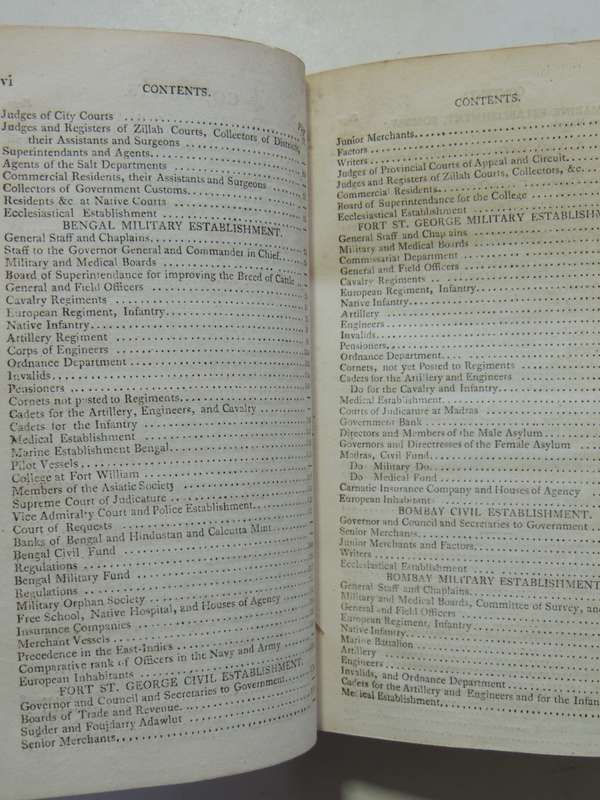 vi
CONTENTS.
Judges of City Courts
Judges and Registers of Zillah Courts, Collectors of Districts,
their Assistants and Surgeons
Superintendants and Agents
Agents of the Salt Departments
Commercial Residents, their Assistants and Surgeons
Collectors of Government Customs
Residents &c at Native Courts
Ecclesiastical Establishment
BENGAL MILITARY ESTABLISHMENT.
General Staff and Chaplains
Staff to the Governor General and Commander in Chief
Military and Medical Boards
Board of Superintendance for improving the Breed of Cattle
General and Field Officers
Cavalry Regiments
European Regiment, Infantry
Native Infantry
Artillery Regiment
Corps of Engineers
Ordnance Department
Invalids
Pensioners
Cornets not posted to Regiments
Cadets for the Artillery, Engineers, and Cavalry
Cadets for the Infantry
Medical Establishment
Marine Establishment Bengal
Pilot Vessels
College at Fort William
Members of the Asiatic Society
Supreme Court of Judicature
Vice Admiralty Court and Police Establishment
Court of Requests
Banks of Bengal and Hindustan and Calcutta Mint
Bengal Civil Fund
Regulations
Bengal Military Fund
Regulations
Military Orphan Society
Free School, Native Hospital, and Houses of Agency
Insurance Companies
Merchant Vessels
Precedence in the East-Indies
Comparative rank of Officers in the Navy and Army
European Inhabitants
FORT ST. GEORGE CIVIL ESTABLISHMENT.
Governor and Council and Secretaries to Government
Boards of Trade and Revenue
Sudder and Foujdarry Adawlut
Senior Merchants
CONTENTS.
Junior Merchants
Factors
Writers
Judges of Provincial Courts of Appeal and Circuit
Judges and Registers of Zillah Courts, Collectors, &c.
Commercial Residents
Board of Superintendance for the College
Ecclesiastical Establishment
FORT ST. GEORGE MILITARY ESTABLISHM
General Staff and Chaplains
Military and Medical Boards
Commissariat Department
General and Field Officers
Cavalry Regiments
European Regiment, Infantry
Native Infantry
Artillery
Engineers
Invalids
Pensioners
Ordnance Department
Cornets, not yet Posted to Regiments
Cadets for the Artillery and Engineers
Do for the Cavalry and Infantry
Medical Establishment
Courts of Judicature at Madras
Government Bank
Directors and Members of the Male Asylum
Governors and Directresses of the Female Asylum
Madras, Civil Fund
Do Military Do.
Do Medical Fund
Carnatic Insurance Company and Houses of Agency
European Inhabitants
BOMBAY CIVIL ESTABLISHMENT.
Governor and Council and Secretaries to Government
Senior Merchants
Junior Merchants and Factors
Writers
Ecclesiastical Establishment
BOMBAY MILITARY ESTABLISHMENT
General Staff and Chaplains
Military and Medical Boards, Committee of Survey, and
General and Field Officers
European Regiment, Infantry
Native Infantry
Marine Battalion
Artillery
Engineers
Invalids, and Ordnance Department
Cadets for the Artillery and Engineers and for the Infan
Medical Establishment